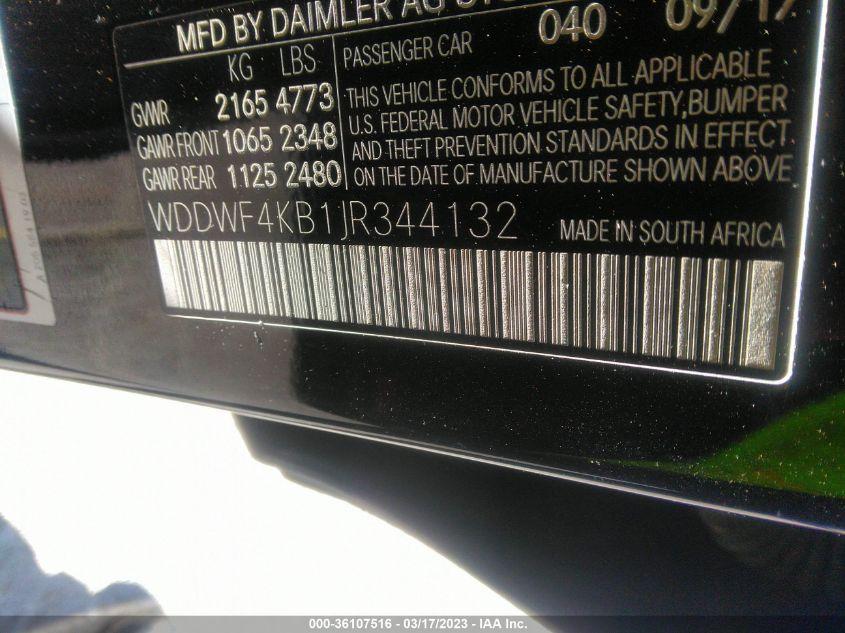 MFD BY DAIMLER AG
040 09/17
KG LBS PASSENGER CAR
GVWR 2165 4773
GAWR FRONT 1065 2348
GAWR REAR 1125 2480
THIS VEHICLE CONFORMS TO ALL APPLICABLE
U.S. FEDERAL MOTOR VEHICLE SAFETY,BUMPER
AND THEFT PREVENTION STANDARDS IN EFFECT
ON THE DATE OF MANUFACTURE SHOWN ABOVE
WDDWF4KB1JR344132 MADE IN SOUTH AFRICA
000-36107516 - 03/17/2023 - IAA Inc.